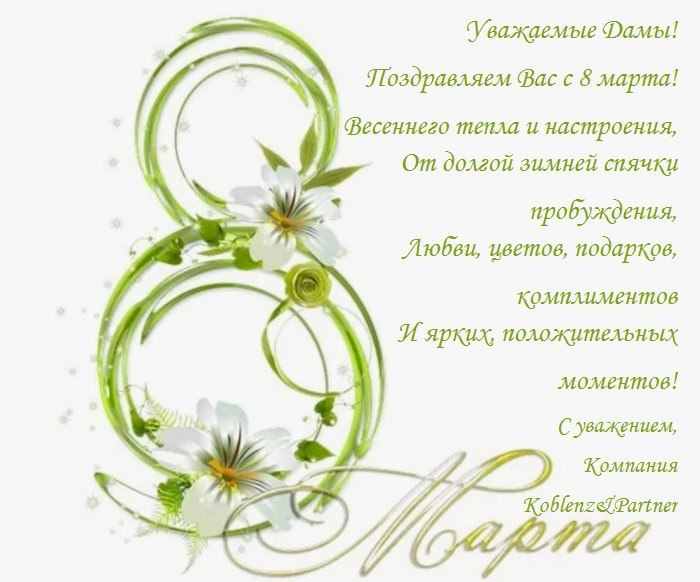 Уважаемые Дамы!
Поздравляем Вас с 8 марта!
Весеннего тепла и настроения,
От долгой зимней спячки
пробуждения,
Любви, цветов, подарков,
комплиментов
И ярких, положительных
моментов!
С уважением,
Компания
Koblenz&Partner
8
Марта